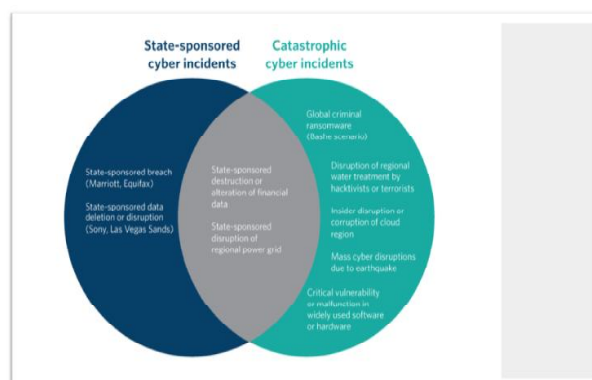 State-sponsored
cyber incidents
Catastrophic
cyber incidents
State-sponsored breach
(Marriott, Equifax)
State-sponsored data
deletion or disruption
(Sony, Las Vegas Sands)
State-sponsored
destruction or
alteration of financial
data
State-sponsored
disruption of
regional power grid
Global criminal
ransomware
(Bashe scenario)
Disruption of regional
water treatment by
hacktivists or terrorists
Insider disruption or
corruption of cloud
region
Mass cyber disruptions
due to earthquake
Critical vulnerability
or malfunction in
widely used software
or hardware